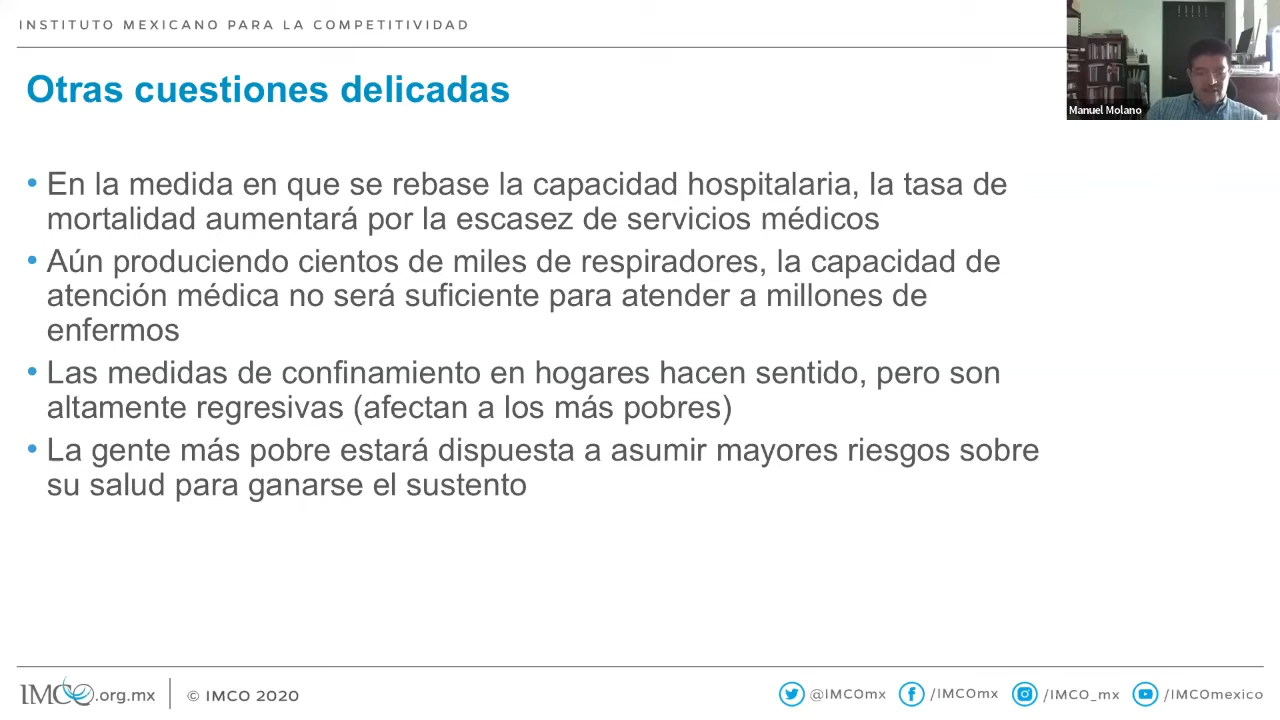 INSTITUTO MEXICANO PARA LA COMPETITIVIDAD
Manuel Molano
Otras cuestiones delicadas
• En la medida en que se rebase la capacidad hospitalaria, la tasa de
mortalidad aumentará por la escasez de servicios médicos
• Aún produciendo cientos de miles de respiradores, la capacidad de
atención médica no será suficiente para atender a millones de
enfermos
• Las medidas de confinamiento en hogares hacen sentido, pero son
altamente regresivas (afectan a los más pobres)
• La gente más pobre estará dispuesta a asumir mayores riesgos sobre
su salud para ganarse el sustento
IMCO.org.mx © IMCO 2020 @IMCOmx /IMCOmx /IMCO_mx /IMCOmexico